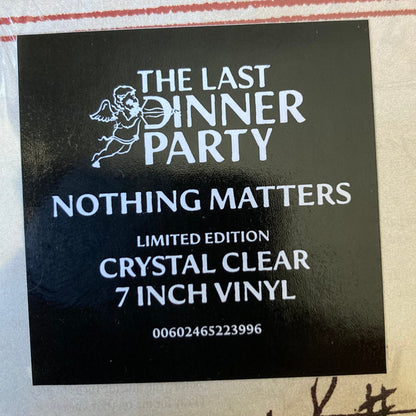 THE LAST
DINNER
PARTY
NOTHING MATTERS
LIMITED EDITION
CRYSTAL CLEAR
7 INCH VINYL
00602465223996